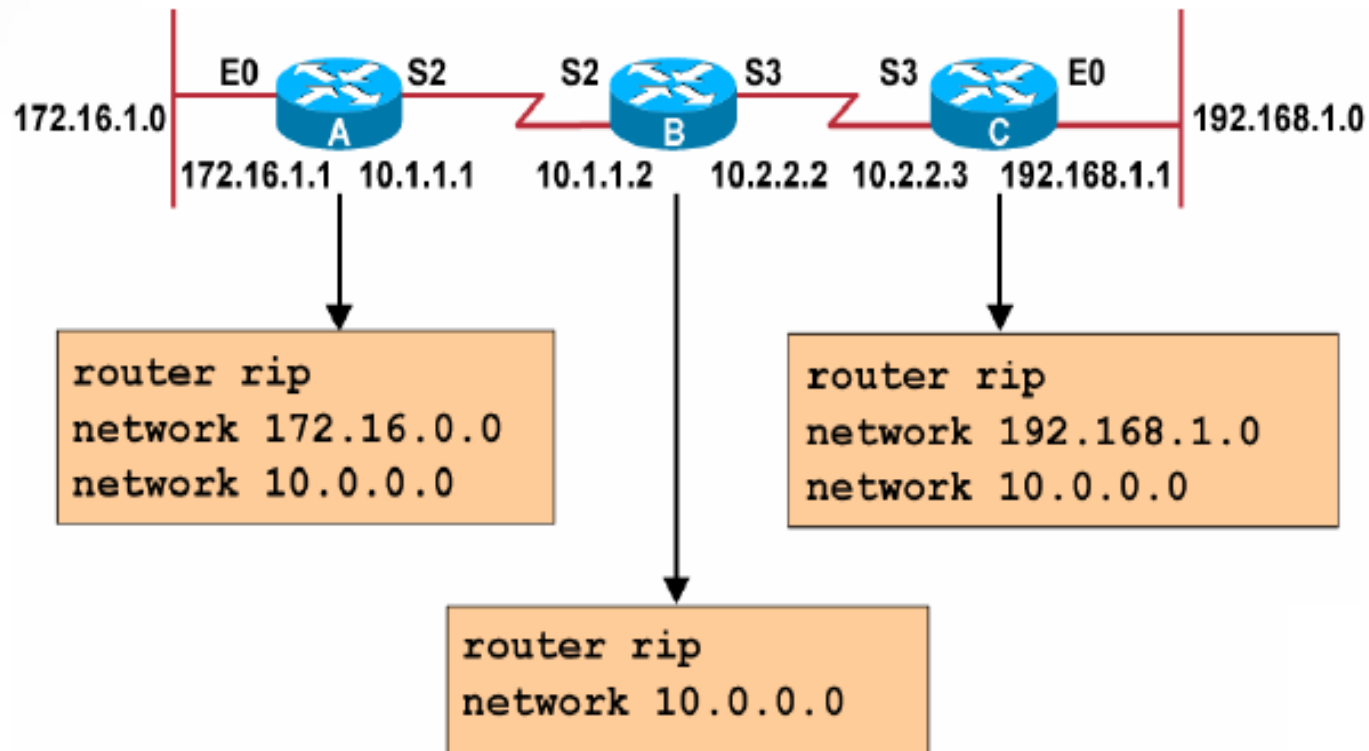 E0 S2 S2 S3 S3 E0
172.16.1.0 A B C 192.168.1.0
172.16.1.1 10.1.1.1 10.1.1.2 10.2.2.2 10.2.2.3 192.168.1.1
router rip
network 172.16.0.0
network 10.0.0.0
router rip
network 192.168.1.0
network 10.0.0.0
router rip
network 10.0.0.0